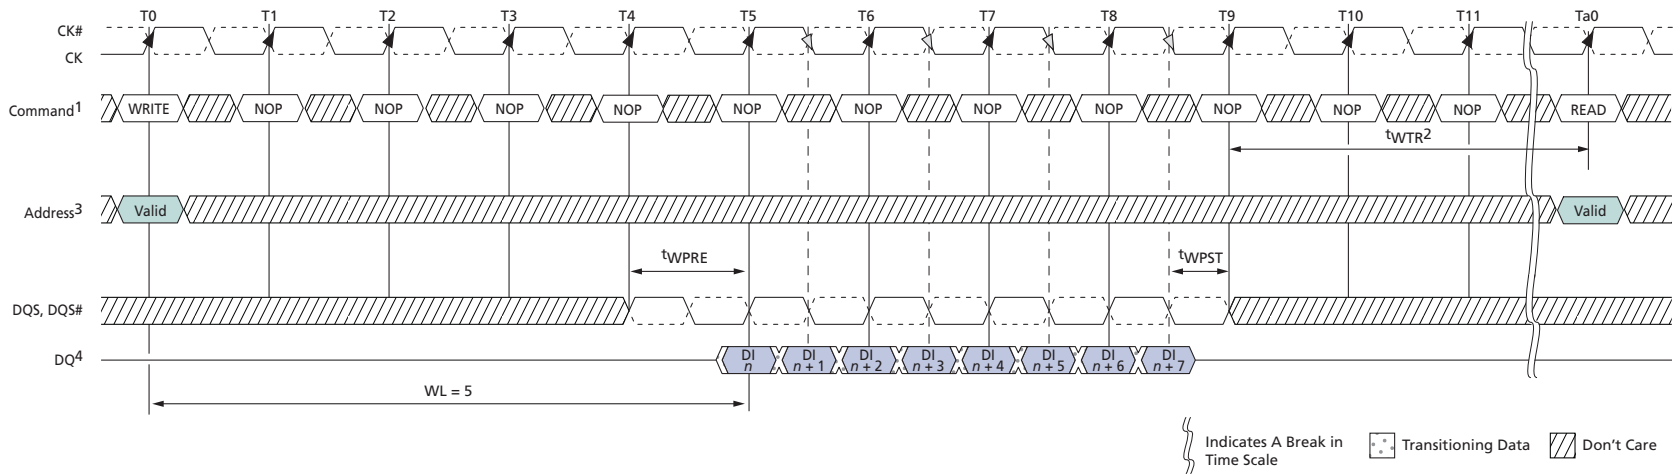 T0 T1 T2 T3 T4 T5 T6 T7 T8 T9 T10 T11 Ta0
CK#
CK
Command1 WRITE NOP NOP NOP NOP NOP NOP NOP NOP NOP NOP NOP READ
tWTR2
Address3 Valid Valid
tWPRE tWPST
DQS, DQS#
DQ4 DI n DI n + 1 DI n + 2 DI n + 3 DI n + 4 DI n + 5 DI n + 6 DI n + 7
WL = 5
Indicates A Break in
Time Scale
Transitioning Data
Don't Care